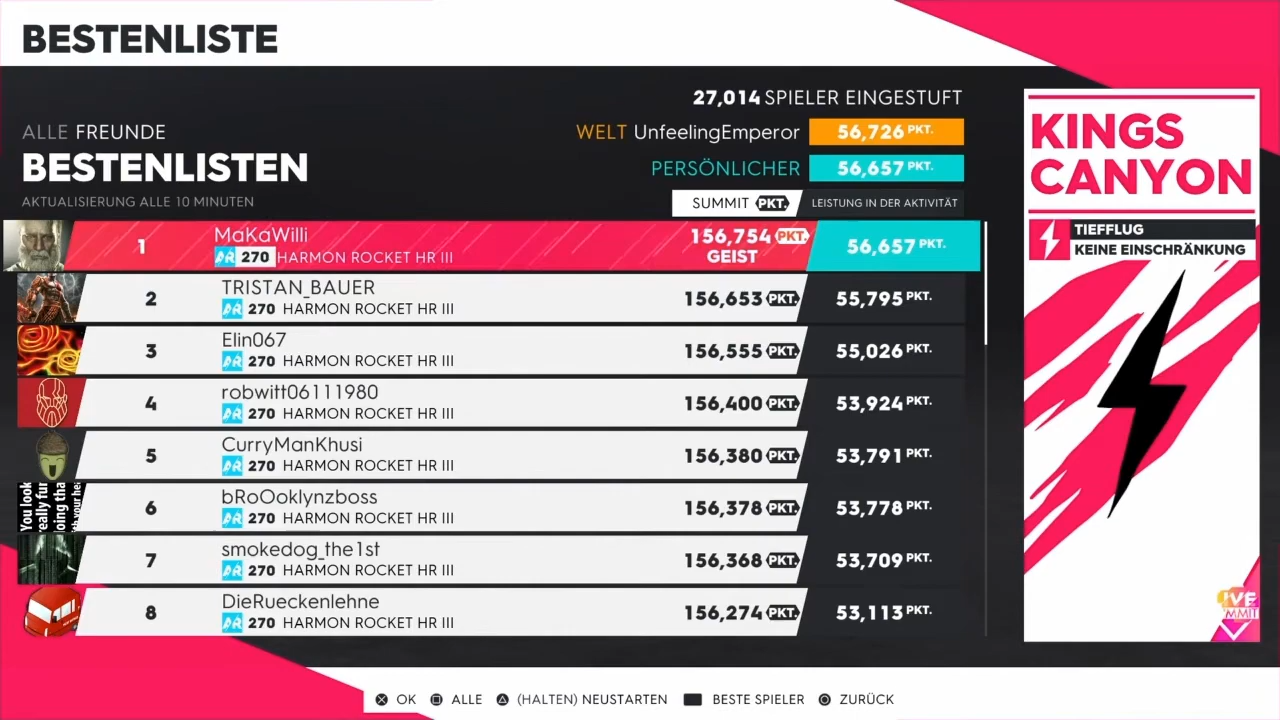 BESTENLISTE
27,014 SPIELER EINGESTUFT
ALLE FREUNDE
WELT UnfeelingEmperor 56,726 PKT.
BESTENLISTEN
PERSÖNLICHER 56,657 PKT.
AKTUALISIERUNG ALLE 10 MINUTEN
SUMMIT PKT. LEISTUNG IN DER AKTIVITÄT
1 MaKaWilli 156,754 PKT. 56,657 PKT.
270 HARMON ROCKET HR III GEIST
2 TRISTAN_BAUER 156,653 PKT. 55,795 PKT.
270 HARMON ROCKET HR III
3 Elin067 156,555 PKT. 55,026 PKT.
270 HARMON ROCKET HR III
4 robwitt06111980 156,400 PKT. 53,924 PKT.
270 HARMON ROCKET HR III
5 CurryManKhusi 156,380 PKT. 53,791 PKT.
270 HARMON ROCKET HR III
6 bRoOoklynzboss 156,378 PKT. 53,778 PKT.
270 HARMON ROCKET HR III
You look
really fu
doing tha
7 smokedog_the1st 156,368 PKT. 53,709 PKT.
270 HARMON ROCKET HR III
8 DieRueckenlehne 156,274 PKT. 53,113 PKT.
270 HARMON ROCKET HR III
KINGS
CANYON
TIEFFLUG
KEINE EINSCHRÄNKUNG
OK ALLE (HALTEN) NEUSTARTEN BESTE SPIELER ZURÜCK